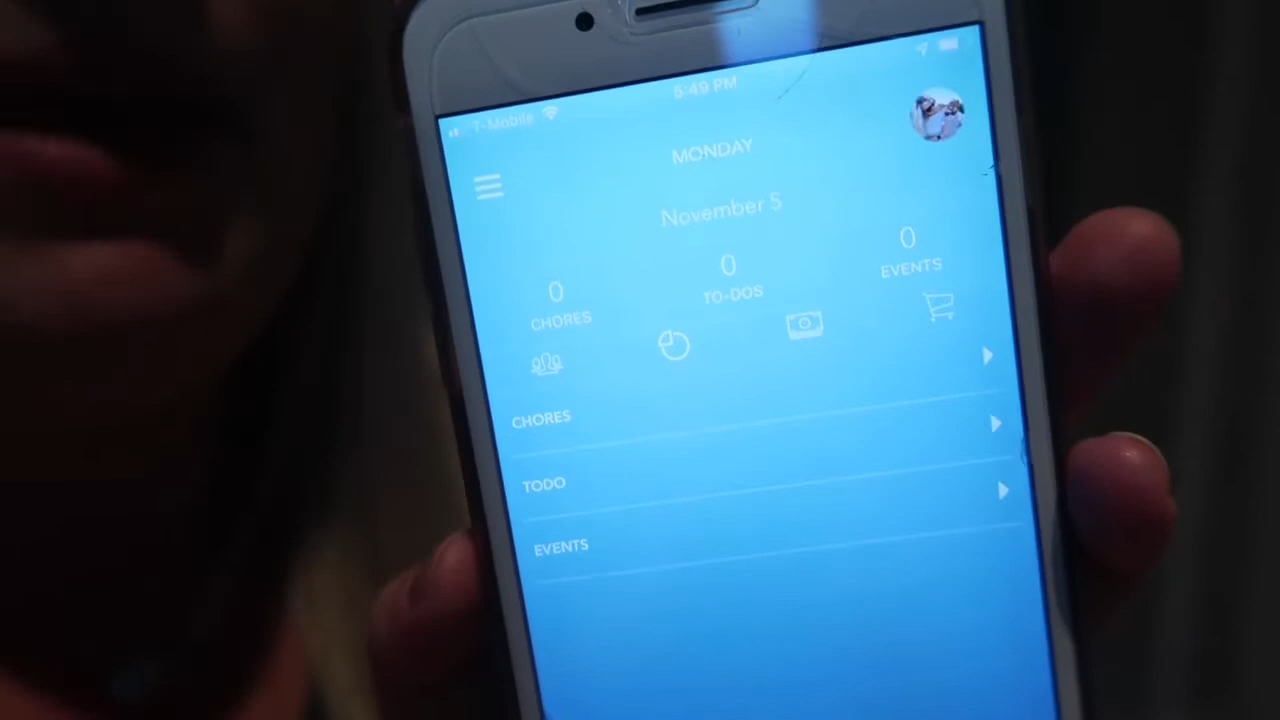 T-Mobile 5:49 PM
MONDAY
November 5
0 0 0
CHORES TO-DOS EVENTS
CHORES
TODO
EVENTS